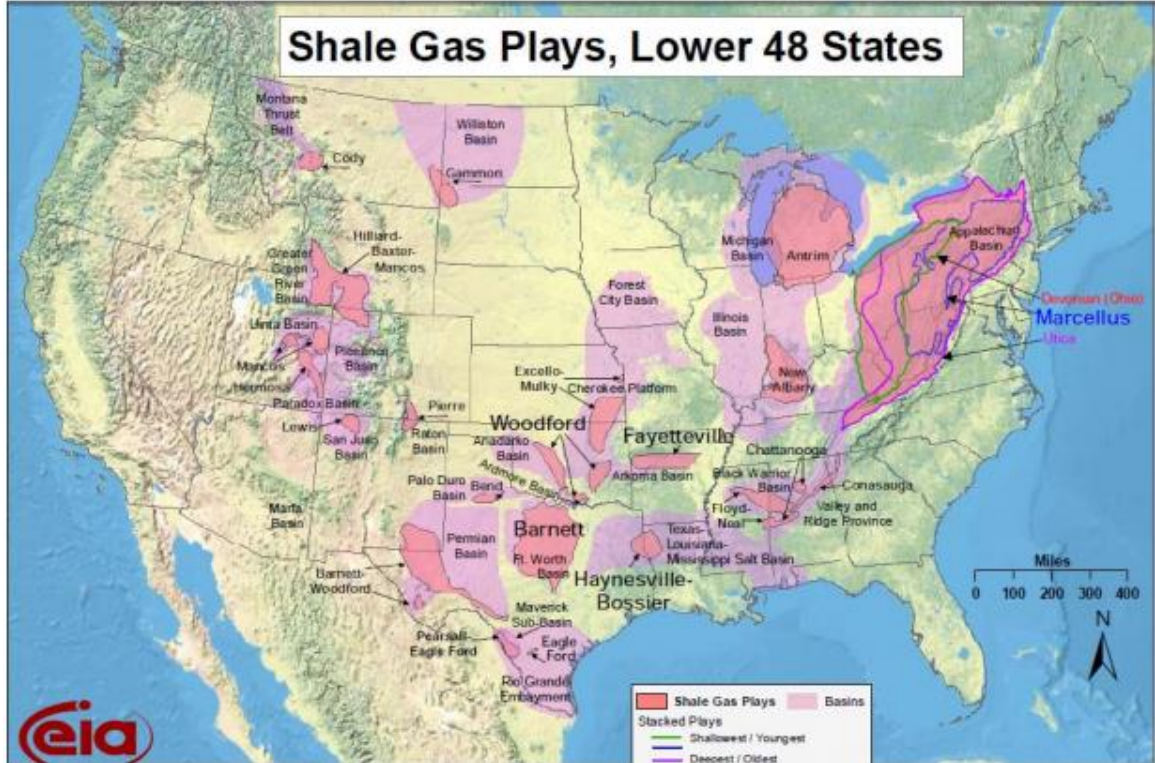 Shale Gas Plays, Lower 48 States
Montana
Thrust
Belt
Cody
Williston
Basin
Gammon
Hilliard-
Baxter-
Mancos
Greater
Green
River
Basin
Uinta Basin
Piceance
Basin
Mancos
Hermosa
Paradox Basin
Lewis
San Juan
Basin
Pierre
Raton
Basin
Michigan
Basin
Antrim
Forest
City Basin
Illinois
Basin
New
Albany
Appalachian
Basin
Devonian (Ohio)
Marcellus
Utica
Excello-
Mulky
Cherokee Platform
Woodford
Anadarko
Basin
Ardmore Basin
Arkoma Basin
Fayetteville
Chattanooga
Black Warrior
Basin
Conasauga
Valley and
Ridge Province
Floyd-
Neal
Palo Duro
Basin
Bend
Marfa
Basin
Permian
Basin
Barnett
Ft. Worth
Basin
Barnett-
Woodford
Texas-
Louisiana-
Mississippi Salt Basin
Haynesville-
Bossier
Maverick
Sub-Basin
Pearsall-
Eagle Ford
Eagle
Ford
Rio Grande
Embayment
Miles
0 100 200 300 400
N
eia
Shale Gas Plays
Basins
Stacked Plays
Shallowest / Youngest
Deepest / Oldest